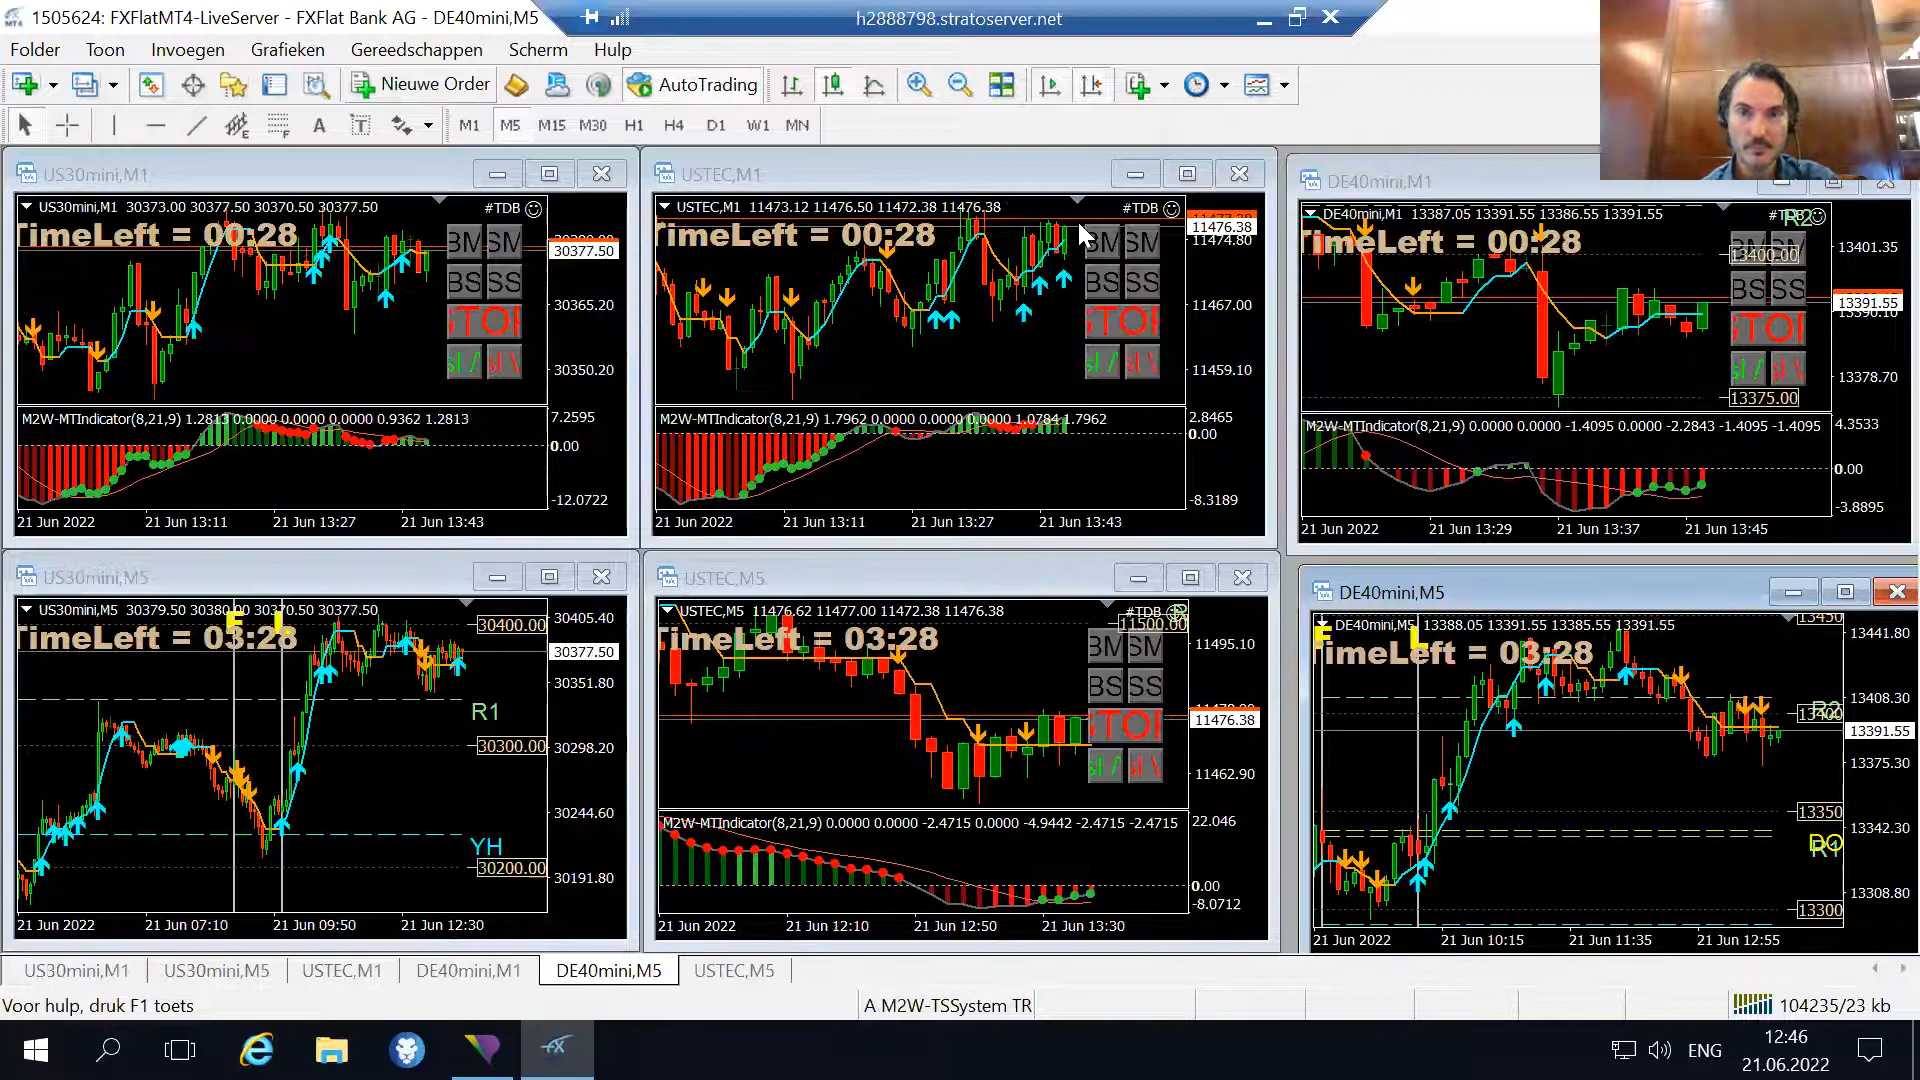 1505624: FXFlatMT4-LiveServer - FXFlat Bank AG - DE40mini,M5
h2888798.stratoserver.net
Folder Toon Invoegen Grafieken Gereedschappen Scherm Hulp
Nieuwe Order AutoTrading
A T M1 M5 M15 M30 H1 H4 D1 W1 MN
US30mini,M1
US30mini,M1 30373.00 30377.50 30370.50 30377.50 #TDB
TimeLeft = 00:28
BM SM
BS SS
30377.50
30365.20
30350.20
M2W-MTIndicator(8,21,9) 1.2813 0.0000 0.0000 0.0000 0.9362 1.2813
7.2595
0.00
-12.0722
21 Jun 2022 21 Jun 13:11 21 Jun 13:27 21 Jun 13:43
USTEC,M1
USTEC,M1 11473.12 11476.50 11472.38 11476.38 #TDB
TimeLeft = 00:28
BM SM
BS SS
11476.38
11474.80
11467.00
11459.10
M2W-MTIndicator(8,21,9) 1.7962 0.0000 0.0000 0.0000 1.0784 1.7962
2.8465
0.00
-8.3189
21 Jun 2022 21 Jun 13:11 21 Jun 13:27 21 Jun 13:43
DE40mini,M1
DE40mini,M1 13387.05 13391.55 13386.55 13391.55
TimeLeft = 00:28
R2
BS SS
13401.35
13400.00
13391.55
13378.70
13375.00
M2W-MTIndicator(8,21,9) 0.0000 0.0000 -1.4095 0.0000 -2.2843 -1.4095 -1.4095
4.3533
0.00
-3.8895
21 Jun 2022 21 Jun 13:29 21 Jun 13:37 21 Jun 13:45
US30mini,M5
US30mini,M5 30379.50 30380.00 30370.50 30377.50
TimeLeft = 03:28
30405.40
30400.00
30377.50
30351.80
R1
30300.00 30298.20
30244.60
YH
30200.00
30191.80
21 Jun 2022 21 Jun 07:10 21 Jun 09:50 21 Jun 12:30
USTEC,M5
USTEC,M5 11476.62 11477.00 11472.38 11476.38
TimeLeft = 03:28
11500.00
BM SM
BS SS
11495.10
11476.38
11462.90
M2W-MTIndicator(8,21,9) 0.0000 0.0000 -2.4715 0.0000 -4.9442 -2.4715 -2.4715
22.046
0.00
-8.0712
21 Jun 2022 21 Jun 12:10 21 Jun 12:50 21 Jun 13:30
DE40mini,M5
DE40mini,M5 13388.05 13391.55 13385.55 13391.55
TimeLeft = 03:28
13450
13441.80
13408.30
13400
13391.55
13375.30
13350
13342.30
13308.80
13300
21 Jun 2022 21 Jun 10:15 21 Jun 11:35 21 Jun 12:55
US30mini,M1 US30mini,M5 USTEC,M1 DE40mini,M1 DE40mini,M5 USTEC,M5
Voor hulp, druk F1 toets
A M2W-TSSystem TR
104235/23 kb
ENG
12:46
21.06.2022